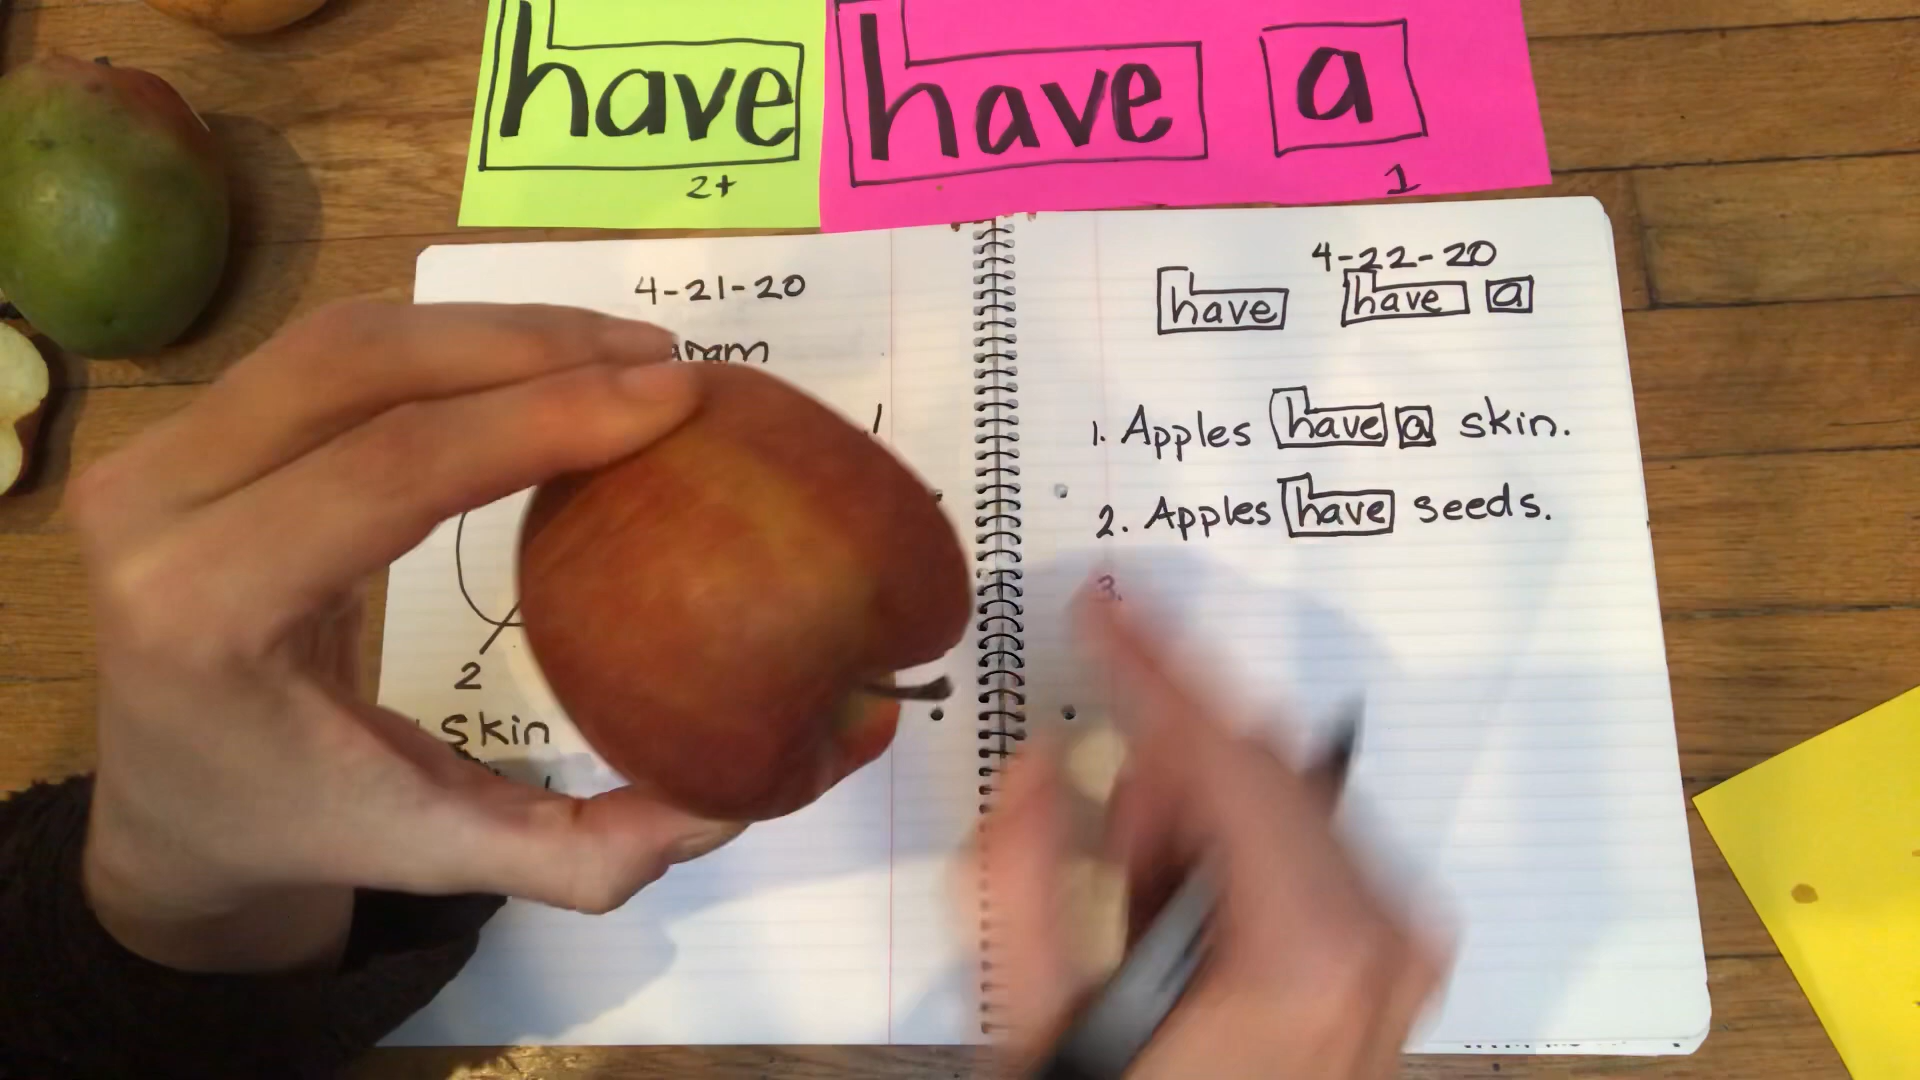 have
2+
have a
1
4-21-20
2
skin
4-22-20
have have a
1. Apples have a skin.
2. Apples have seeds.
3.